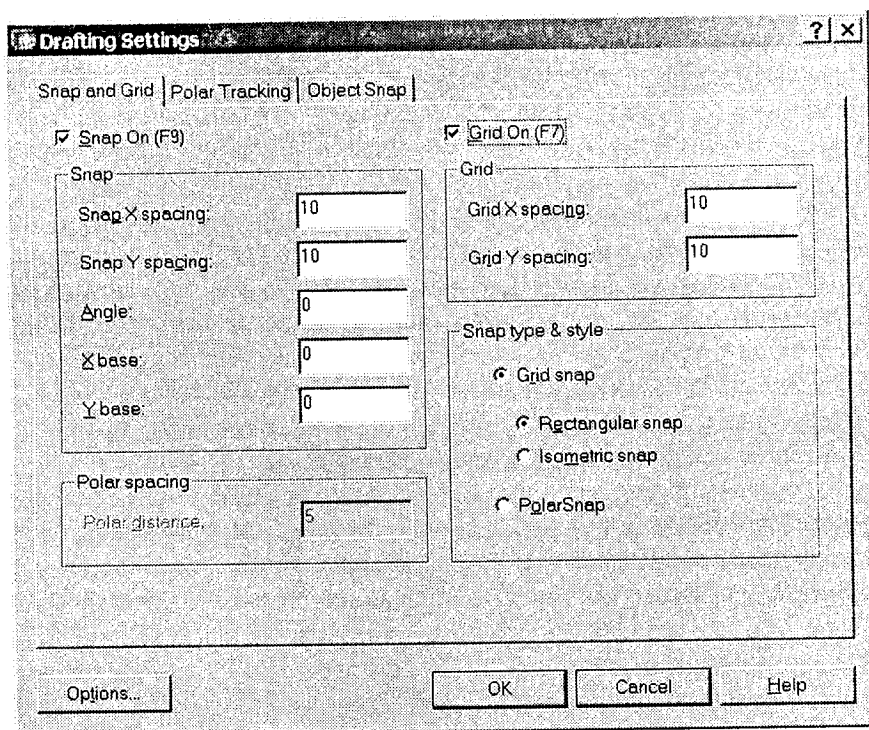 Drafting Settings
Snap and Grid
Polar Tracking
Object Snap
Snap On (F9)
Snap
Snap X spacing: 10
Snap Y spacing: 10
Angle: 0
X base: 0
Y base: 0
Polar spacing
Polar distance: 5
Grid On (F7)
Grid
Grid X spacing: 10
Grid Y spacing: 10
Snap type & style
Grid snap
Rectangular snap
Isometric snap
PolarSnap
Options...
OK
Cancel
Help